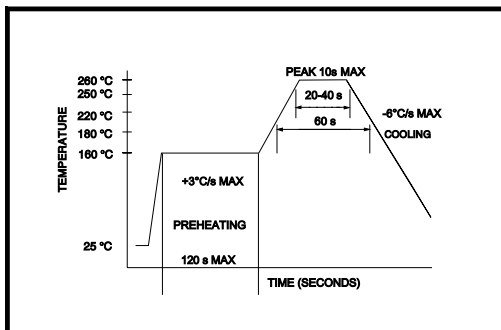 PEAK 10s MAX
260 °C
250 °C
20-40 s
220 °C
-6°C/s MAX
60 s
180 °C
COOLING
160 °C
TEMPERATURE
+3°C/s MAX
PREHEATING
25 °C
120 s MAX
TIME (SECONDS)